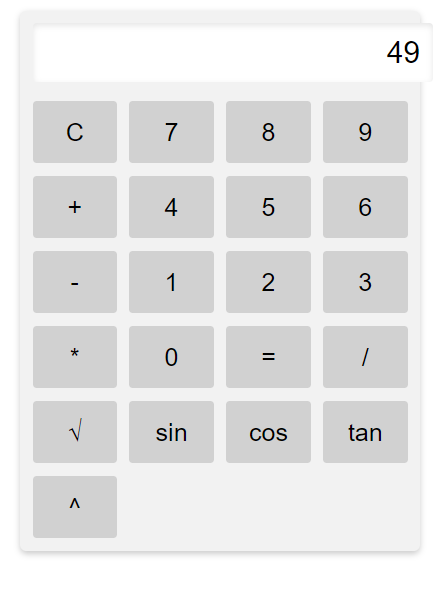 49
C 7 8 9
+ 4 5 6
- 1 2 3
* 0 = /
√ sin cos tan
^